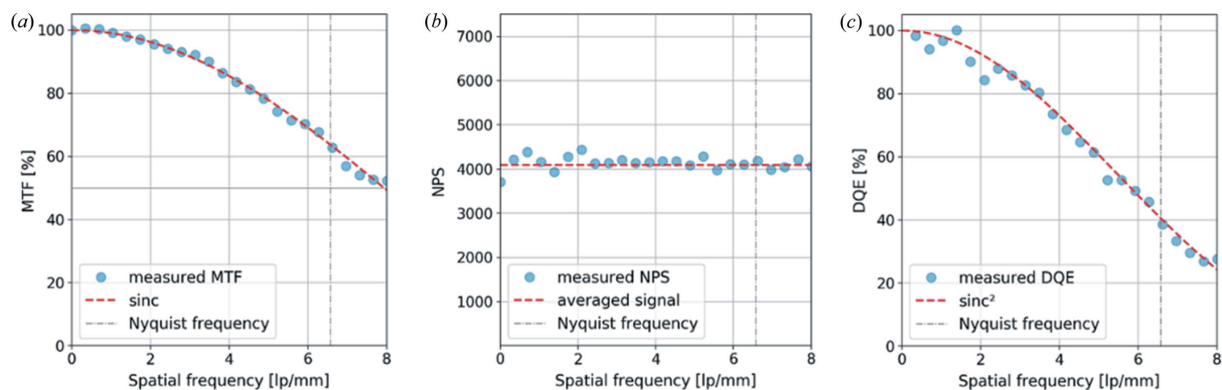 (a)
100
80
60
40
20
0
MTF [%]
measured MTF
sinc
Nyquist frequency
0 2 4 6 8
Spatial frequency [lp/mm]
(b)
7000
6000
5000
4000
3000
2000
1000
NPS
measured NPS
averaged signal
Nyquist frequency
0 2 4 6 8
Spatial frequency [lp/mm]
(c)
100
80
60
40
20
0
DQE [%]
measured DQE
sinc²
Nyquist frequency
0 2 4 6 8
Spatial frequency [lp/mm]